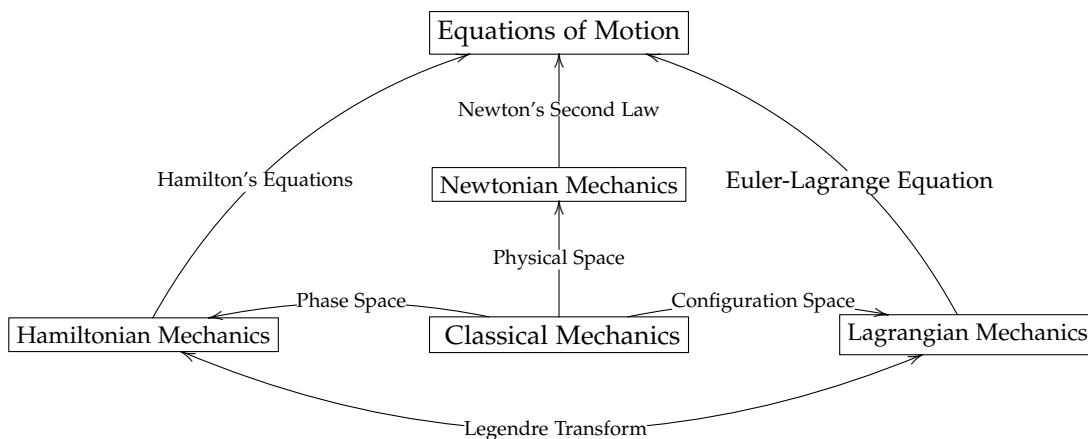 Equations of Motion
Newton's Second Law
Hamilton's Equations
Newtonian Mechanics
Euler-Lagrange Equation
Physical Space
Phase Space
Configuration Space
Hamiltonian Mechanics
Classical Mechanics
Lagrangian Mechanics
Legendre Transform